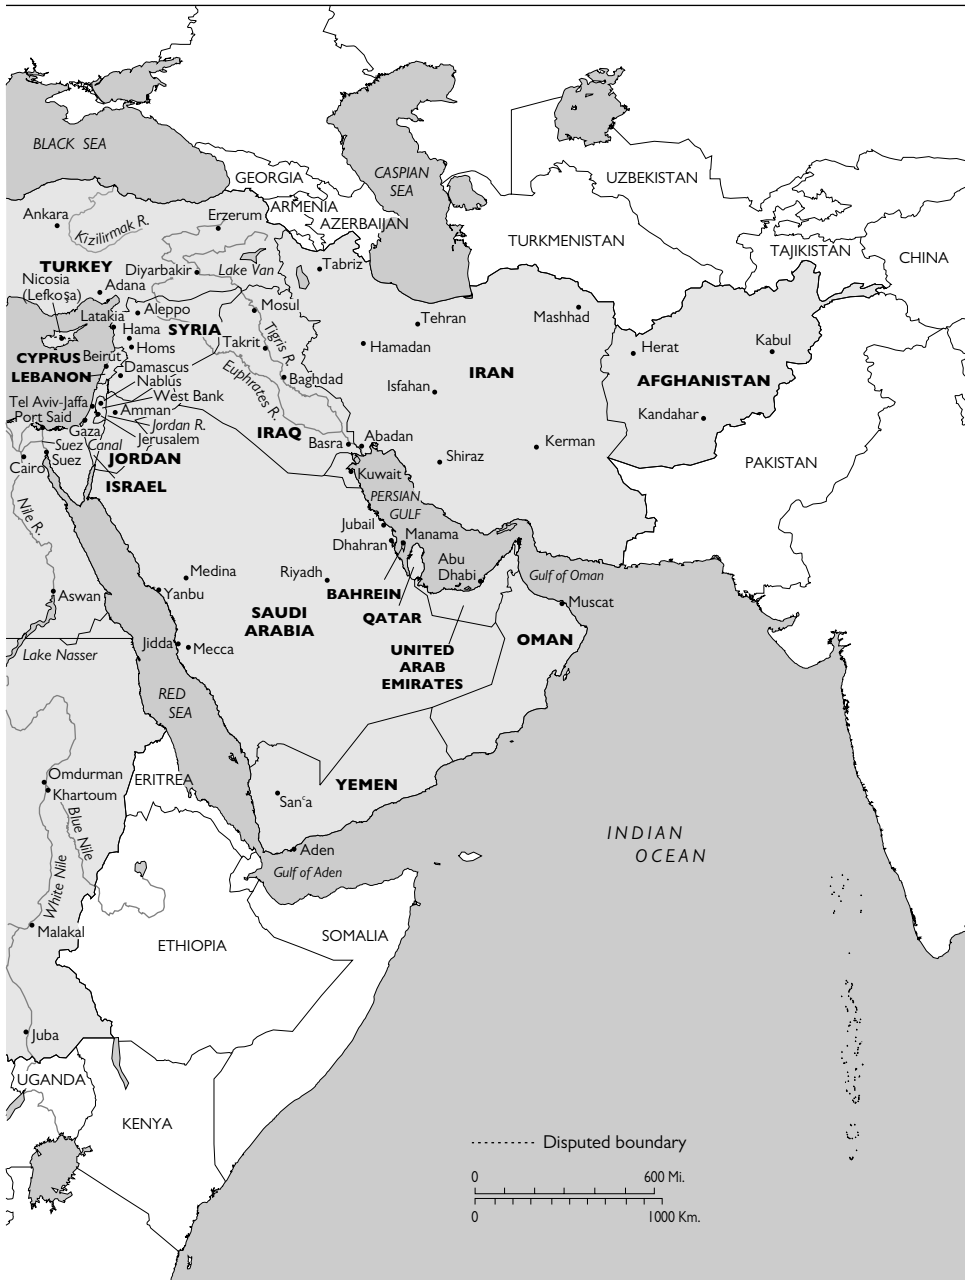 BLACK SEA
CASPIAN
SEA
GEORGIA
ARMENIA
AZERBAIJAN
UZBEKISTAN
TURKMENISTAN
TAJIKISTAN
CHINA
Ankara
Kizilirmak R.
Erzerum
TURKEY
Diyarbakir
Lake Van
Tabriz
Nicosia
(Lefkoşa)
Adana
Aleppo
Mosul
Latakia
Hama
SYRIA
Tigris R.
Takrit
Homs
Tehran
Mashhad
Hamadan
Herat
Kabul
CYPRUS
Beirut
LEBANON
Damascus
Nablus
Euphrates R.
Baghdad
Isfahan
IRAN
AFGHANISTAN
Tel Aviv-Jaffa
West Bank
Port Said
Amman
Kandahar
Gaza
Jordan R.
Jerusalem
IRAQ
Basra
Abadan
Kerman
Suez Canal
Cairo
Suez
JORDAN
Shiraz
PAKISTAN
ISRAEL
Kuwait
Nile R.
PERSIAN
GULF
Jubail
Dhahran
Manama
Abu
Dhabi
Gulf of Oman
Medina
Riyadh
Aswan
Yanbu
BAHREIN
Muscat
SAUDI
ARABIA
QATAR
Jidda
Mecca
UNITED
ARAB
EMIRATES
OMAN
Lake Nasser
RED
SEA
Omdurman
Khartoum
ERITREA
San‘a
YEMEN
Blue Nile
INDIAN
OCEAN
Aden
Gulf of Aden
White Nile
Malakal
ETHIOPIA
SOMALIA
Juba
UGANDA
KENYA
Disputed boundary
0 600 Mi.
0 1000 Km.